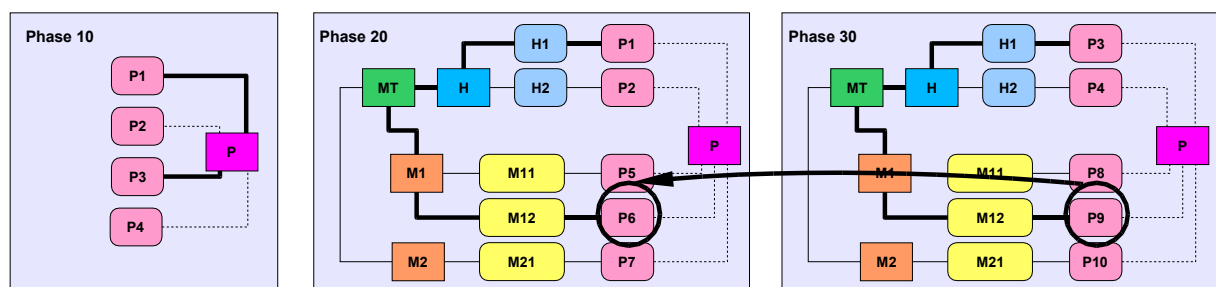 Phase 10
P1
P2
P
P3
P4
Phase 20
H1
P1
MT
H
H2
P2
P
M1
M11
P5
M12
P6
M2
M21
P7
Phase 30
H1
P3
MT
H
H2
P4
P
M1
M11
P8
M12
P9
M2
M21
P10